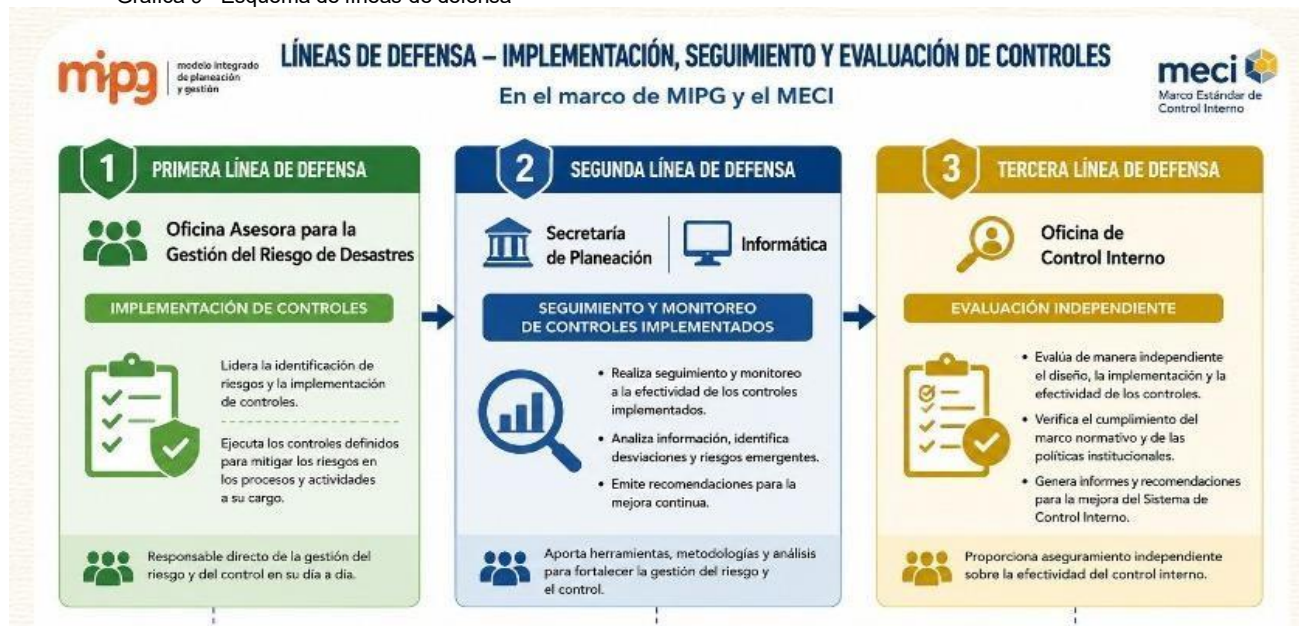 Gráfica 6 - Esquema de líneas de defensa
mipg
modelo integrado
de planeación
y gestión
LÍNEAS DE DEFENSA – IMPLEMENTACIÓN, SEGUIMIENTO Y EVALUACIÓN DE CONTROLES
En el marco de MIPG y el MECI
meci
Marco Estándar de
Control Interno
1
PRIMERA LÍNEA DE DEFENSA
Oficina Asesora para la
Gestión del Riesgo de Desastres
IMPLEMENTACIÓN DE CONTROLES
Lidera la identificación de
riesgos y la implementación
de controles.
Ejecuta los controles definidos
para mitigar los riesgos en
los procesos y actividades
a su cargo.
Responsable directo de la gestión del
riesgo y del control en su día a día.
2
SEGUNDA LÍNEA DE DEFENSA
Secretaría
de Planeación
Informática
SEGUIMIENTO Y MONITOREO
DE CONTROLES IMPLEMENTADOS
• Realiza seguimiento y monitoreo
a la efectividad de los controles
implementados.
• Analiza información, identifica
desviaciones y riesgos emergentes.
• Emite recomendaciones para la
mejora continua.
Aporta herramientas, metodologías y análisis
para fortalecer la gestión del riesgo y
el control.
3
TERCERA LÍNEA DE DEFENSA
Oficina de
Control Interno
EVALUACIÓN INDEPENDIENTE
• Evalúa de manera independiente
el diseño, la implementación y la
efectividad de los controles.
• Verifica el cumplimiento del
marco normativo y de las
políticas institucionales.
• Genera informes y recomendaciones
para la mejora del Sistema de
Control Interno.
Proporciona aseguramiento independiente
sobre la efectividad del control interno.